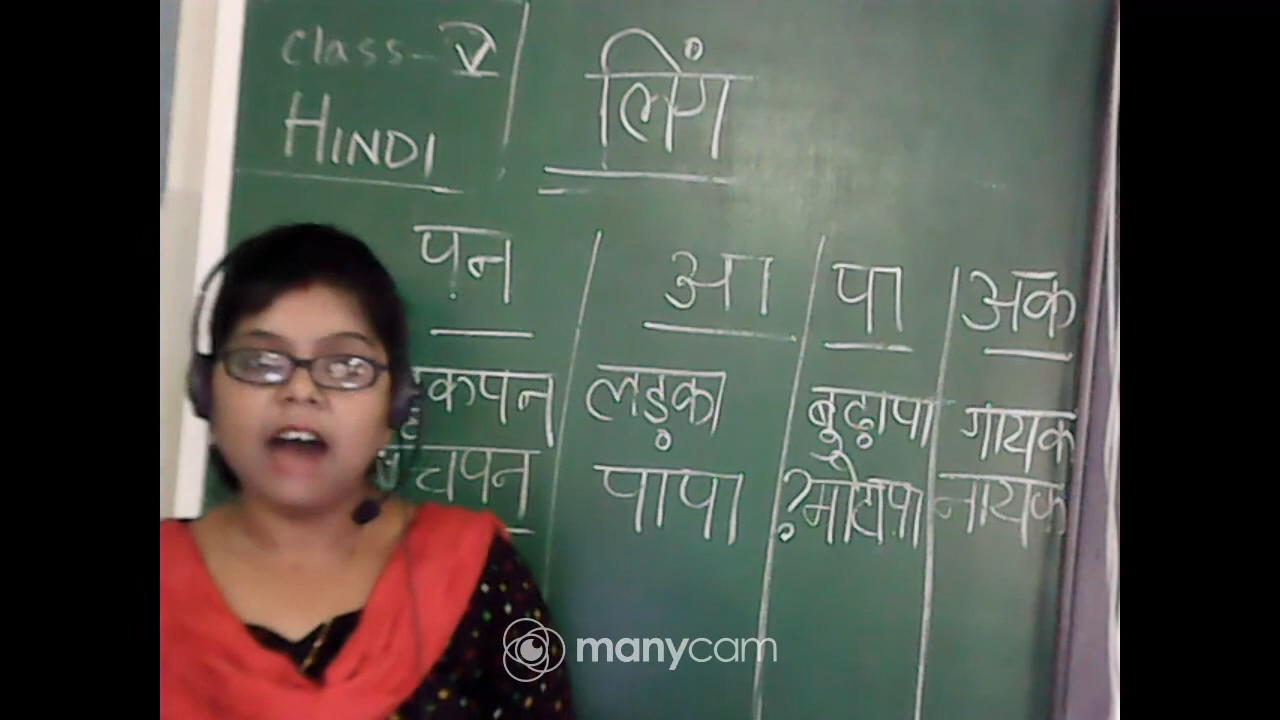 Class-V
HINDI
लिंग
पन आ पा अक
लड़का बुढ़ापा गायक
पापा ?मोटापा नायक
manycam